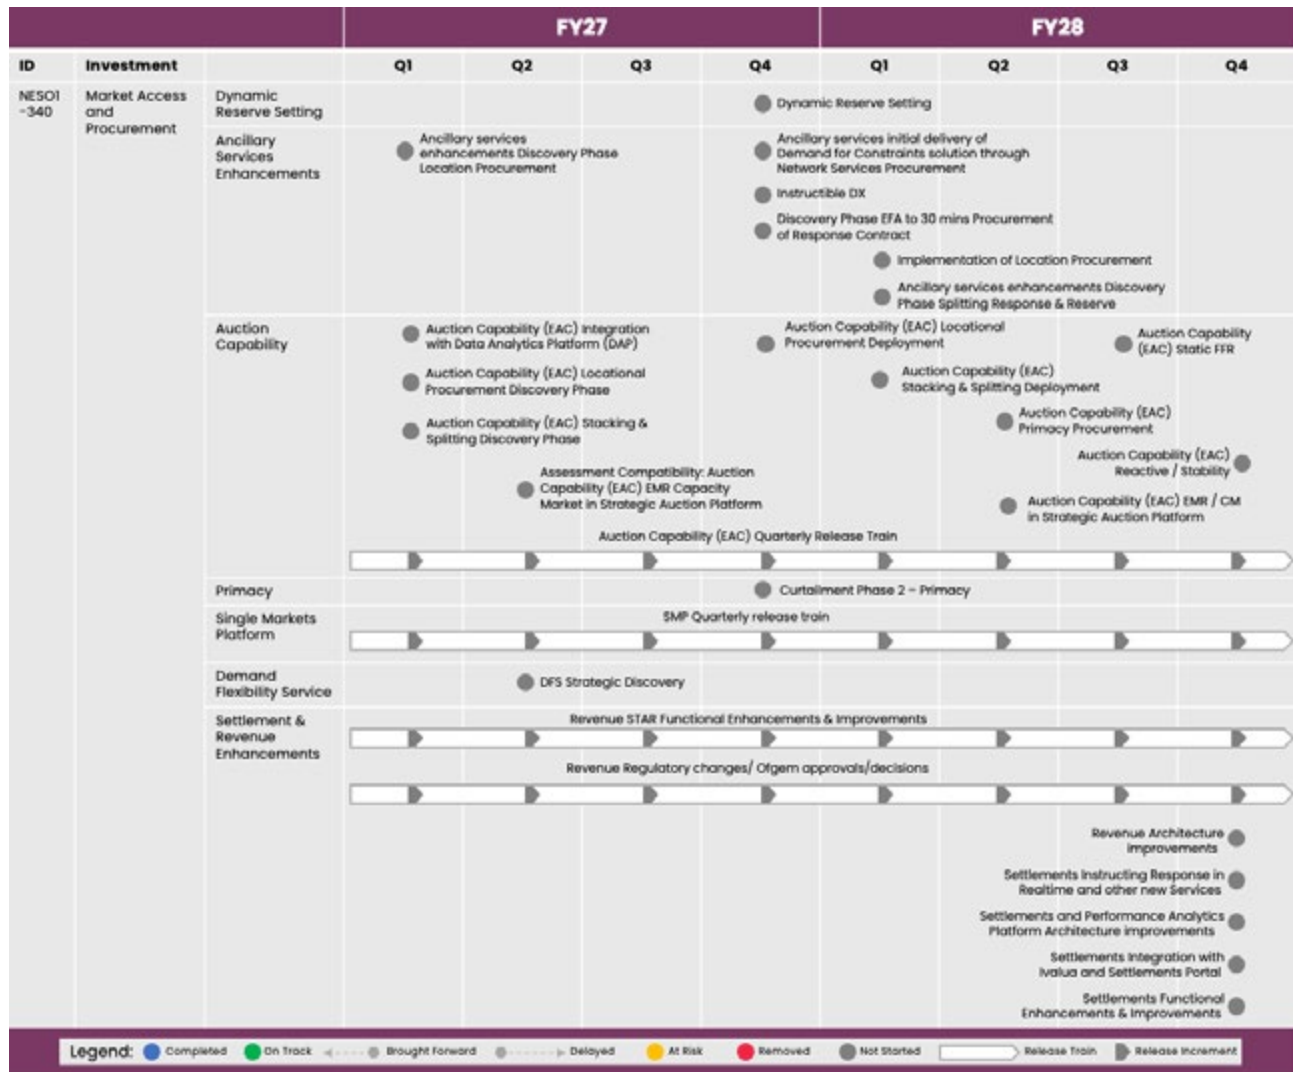 FY27 FY28
ID Investment Q1 Q2 Q3 Q4 Q1 Q2 Q3 Q4
NESO1
-340
Market Access
and
Procurement
Dynamic
Reserve Setting
Dynamic Reserve Setting
Ancillary
Services
Enhancements
Ancillary services
enhancements Discovery Phase
Location Procurement
Ancillary services initial delivery of
Demand for Constraints solution through
Network Services Procurement
Instructible DX
Discovery Phase EFA to 30 mins Procurement
of Response Contract
Implementation of Location Procurement
Ancillary services enhancements Discovery
Phase Splitting Response & Reserve
Auction
Capability
Auction Capability (EAC) Integration
with Data Analytics Platform (DAP)
Auction Capability (EAC) Locational
Procurement Deployment
Auction Capability
(EAC) Static FFR
Auction Capability (EAC) Locational
Procurement Discovery Phase
Auction Capability (EAC)
Stacking & Splitting Deployment
Auction Capability (EAC) Stacking &
Splitting Discovery Phase
Auction Capability (EAC)
Primacy Procurement
Auction Capability (EAC)
Reactive / Stability
Assessment Compatibility: Auction
Capability (EAC) EMR Capacity
Market in Strategic Auction Platform
Auction Capability (EAC) EMR / CM
in Strategic Auction Platform
Auction Capability (EAC) Quarterly Release Train
Primacy
Curtailment Phase 2 – Primacy
Single Markets
Platform
SMP Quarterly release train
Demand
Flexibility Service
DFS Strategic Discovery
Settlement &
Revenue
Enhancements
Revenue STAR Functional Enhancements & Improvements
Revenue Regulatory changes/ Ofgem approvals/decisions
Revenue Architecture
improvements
Settlements Instructing Response in
Realtime and other new Services
Settlements and Performance Analytics
Platform Architecture improvements
Settlements Integration with
Ivalua and Settlements Portal
Settlements Functional
Enhancements & Improvements
Legend: Completed On Track Brought Forward Delayed At Risk Removed Not Started Release Train Release Increment